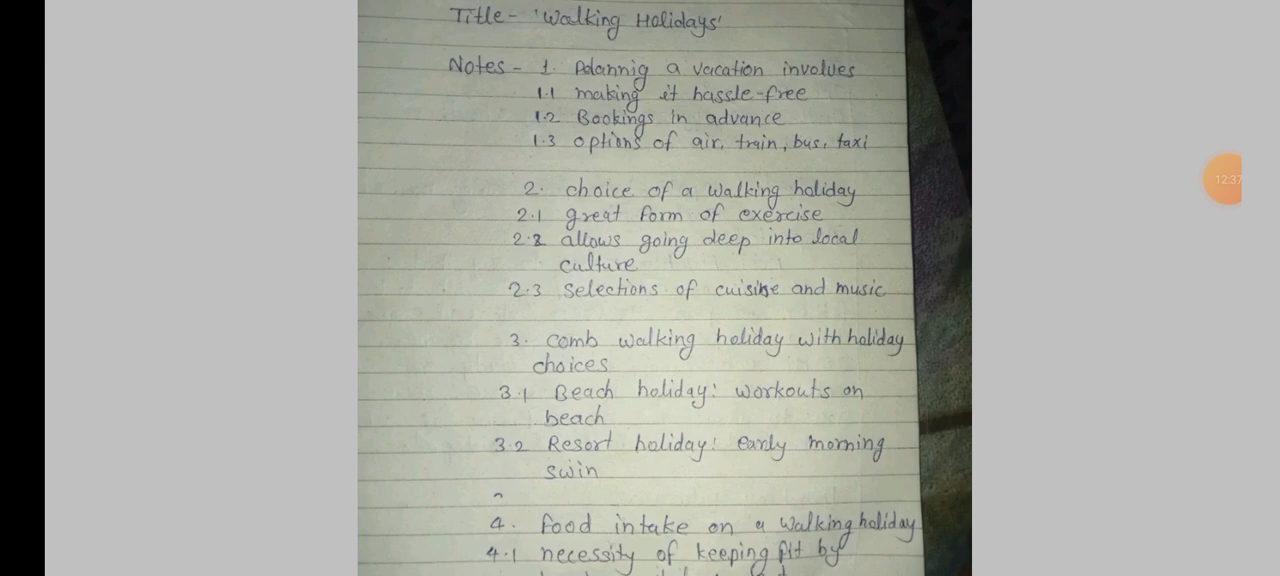 Title - 'Walking Holidays'
Notes - 1. Pdannig a vacation involves
1.1 making it hassle-free
1.2 Bookings in advance
1.3 options of air, train, bus, taxi
2. choice of a walking holiday
2.1 great form of exercise
2.2 allows going deep into local
culture
2.3 selections of cuisine and music
3. comb walking holiday with holiday
choices
3.1 Beach holiday: workouts on
beach
3.2 Resort holiday: early morning
swin
4. food intake on a walking holiday
4.1 necessity of keeping fit by
12:37